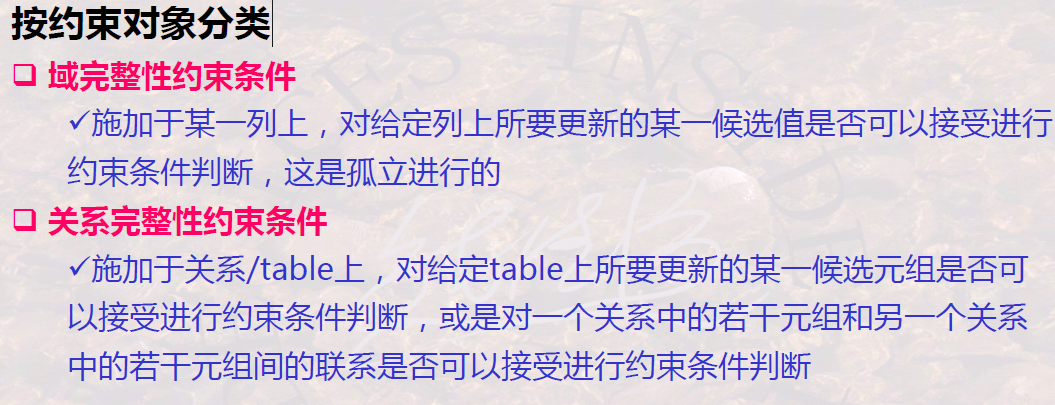 按约束对象分类
❑ 域完整性约束条件
✓施加于某一列上，对给定列上所要更新的某一候选值是否可以接受进行
约束条件判断，这是孤立进行的
❑ 关系完整性约束条件
✓施加于关系/table上，对给定table上所要更新的某一候选元组是否可
以接受进行约束条件判断，或是对一个关系中的若干元组和另一个关系
中的若干元组间的联系是否可以接受进行约束条件判断